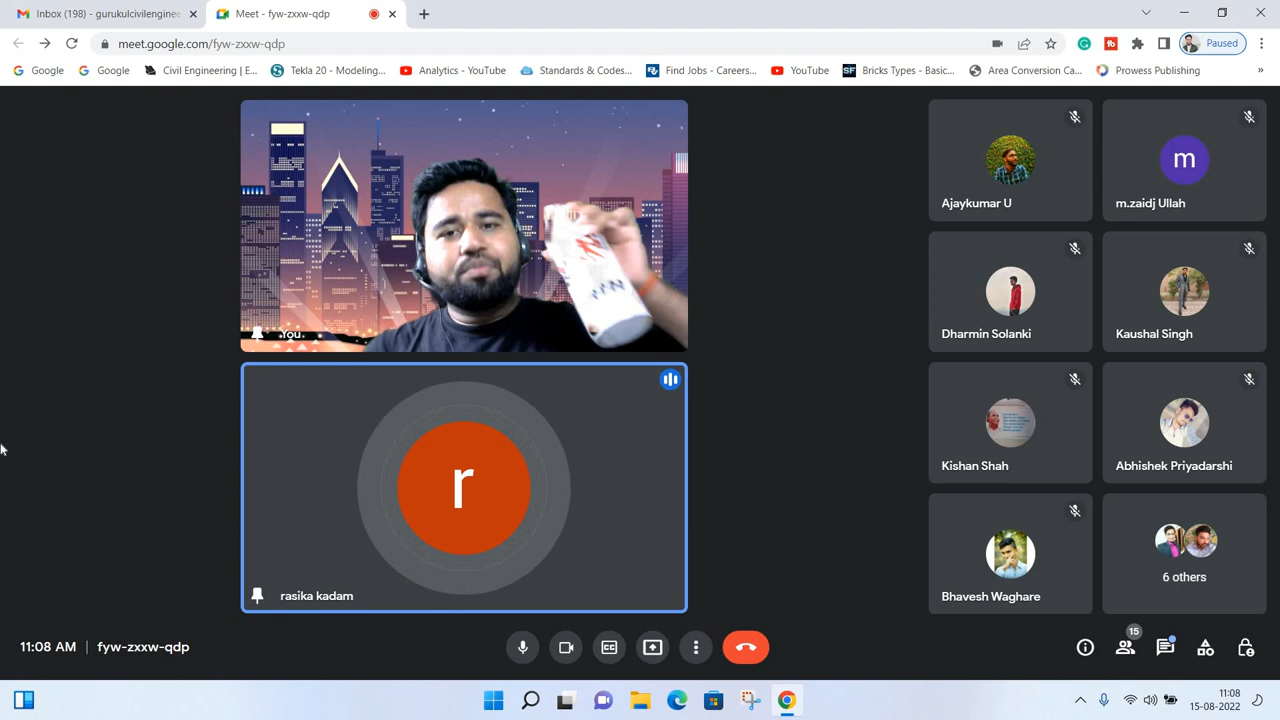 Inbox (198) - gurukulcivilengine
Meet - fyw-zxxw-qdp
meet.google.com/fyw-zxxw-qdp
Paused
Google
Google
Civil Engineering | E...
Tekla 20 - Modeling...
Analytics - YouTube
Standards & Codes...
Find Jobs - Careers...
YouTube
SF
Bricks Types - Basic...
Area Conversion Ca...
Prowess Publishing
»
You
r
rasika kadam
Ajaykumar U
m
m.zaidj Ullah
Dharmin Solanki
Kaushal Singh
Kishan Shah
Abhishek Priyadarshi
Bhavesh Waghare
6 others
11:08 AM | fyw-zxxw-qdp
CC
15
11:08
15-08-2022